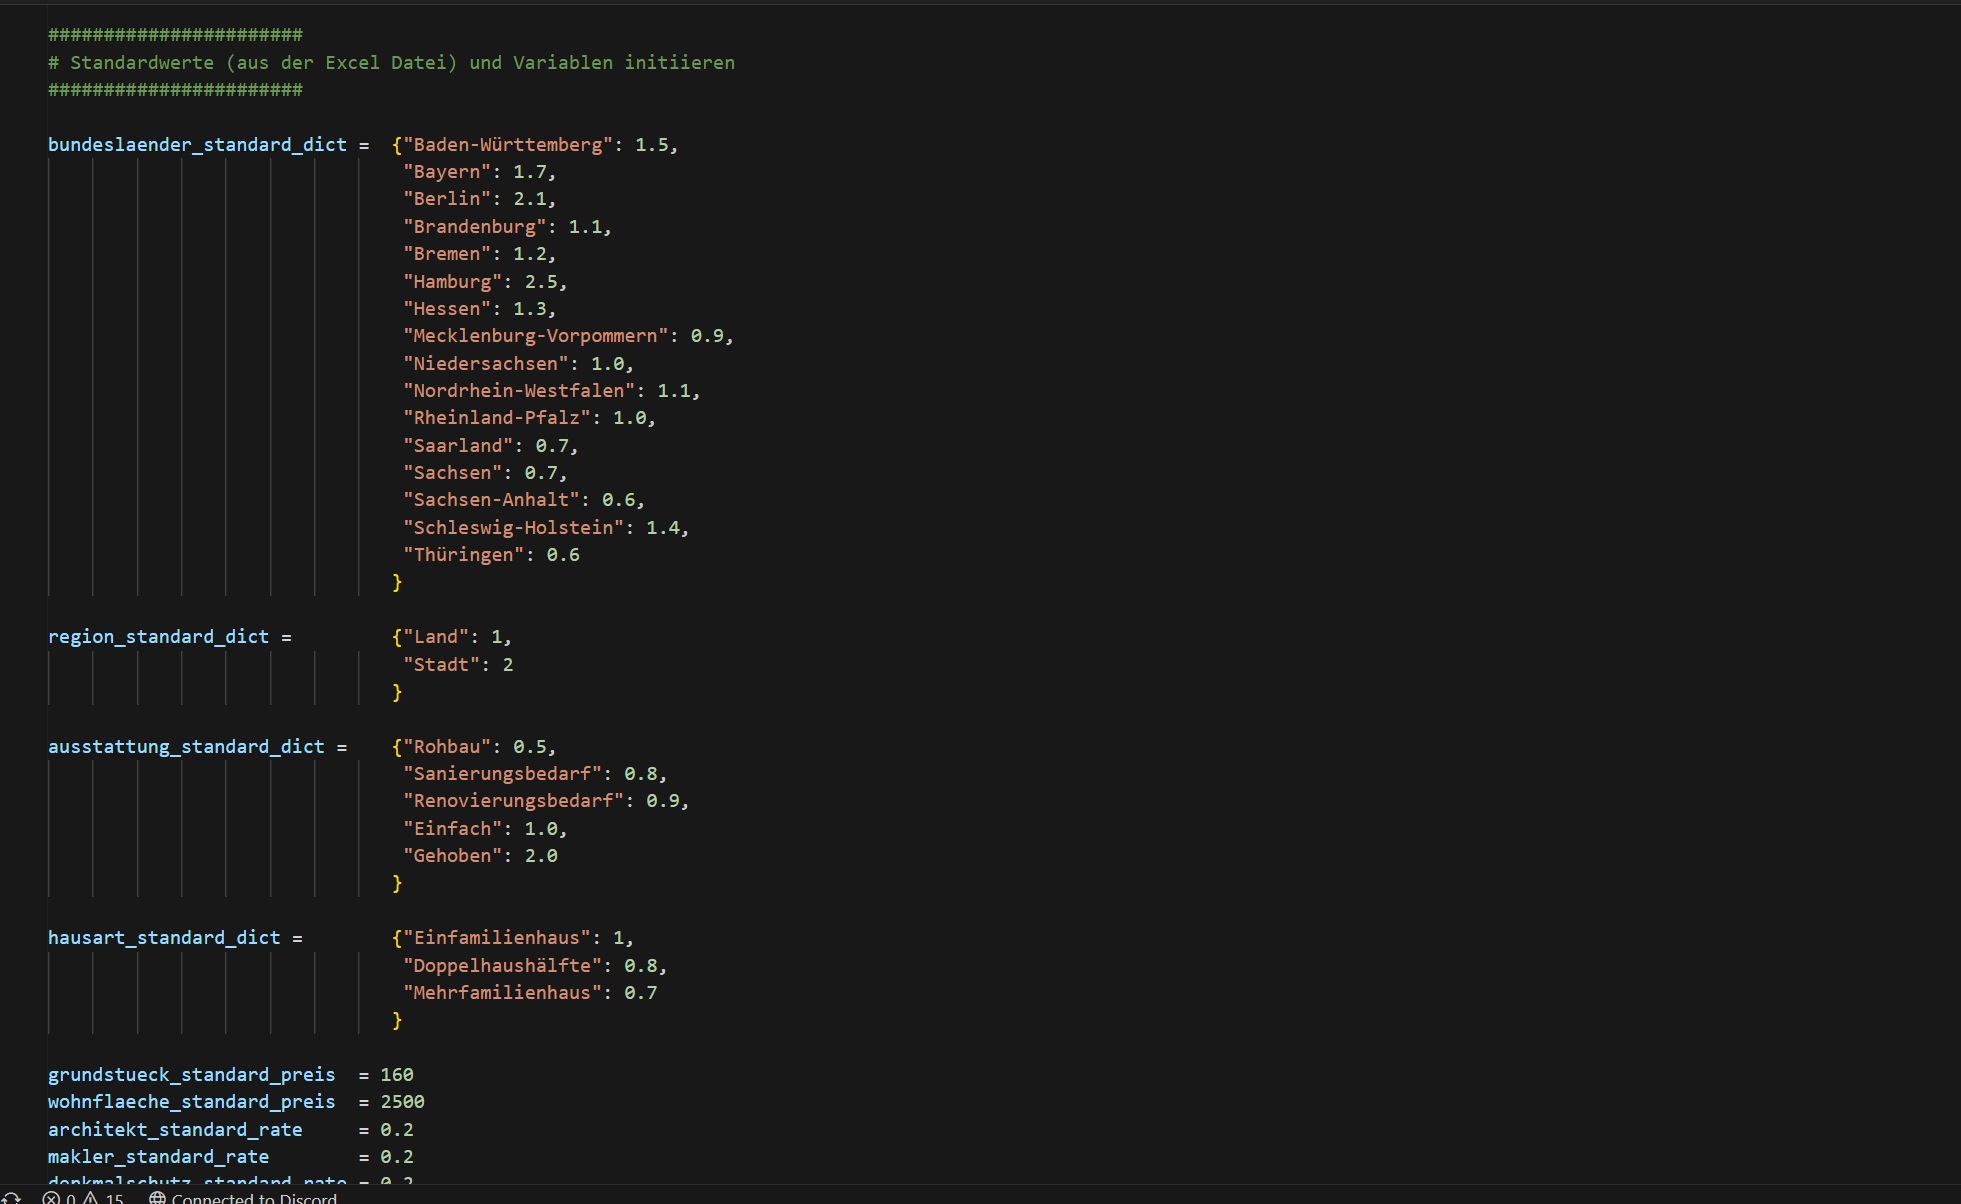 #######################
# Standardwerte (aus der Excel Datei) und Variablen initiieren
#######################
bundeslaender_standard_dict =  {"Baden-Württemberg": 1.5,
"Bayern": 1.7,
"Berlin": 2.1,
"Brandenburg": 1.1,
"Bremen": 1.2,
"Hamburg": 2.5,
"Hessen": 1.3,
"Mecklenburg-Vorpommern": 0.9,
"Niedersachsen": 1.0,
"Nordrhein-Westfalen": 1.1,
"Rheinland-Pfalz": 1.0,
"Saarland": 0.7,
"Sachsen": 0.7,
"Sachsen-Anhalt": 0.6,
"Schleswig-Holstein": 1.4,
"Thüringen": 0.6
}
region_standard_dict =         {"Land": 1,
"Stadt": 2
}
ausstattung_standard_dict =    {"Rohbau": 0.5,
"Sanierungsbedarf": 0.8,
"Renovierungsbedarf": 0.9,
"Einfach": 1.0,
"Gehoben": 2.0
}
hausart_standard_dict =        {"Einfamilienhaus": 1,
"Doppelhaushälfte": 0.8,
"Mehrfamilienhaus": 0.7
}
grundstueck_standard_preis  = 160
wohnflaeche_standard_preis  = 2500
architekt_standard_rate     = 0.2
makler_standard_rate        = 0.2
denkmalschutz_standard_rate = 0.2
0 15 Connected to Discord